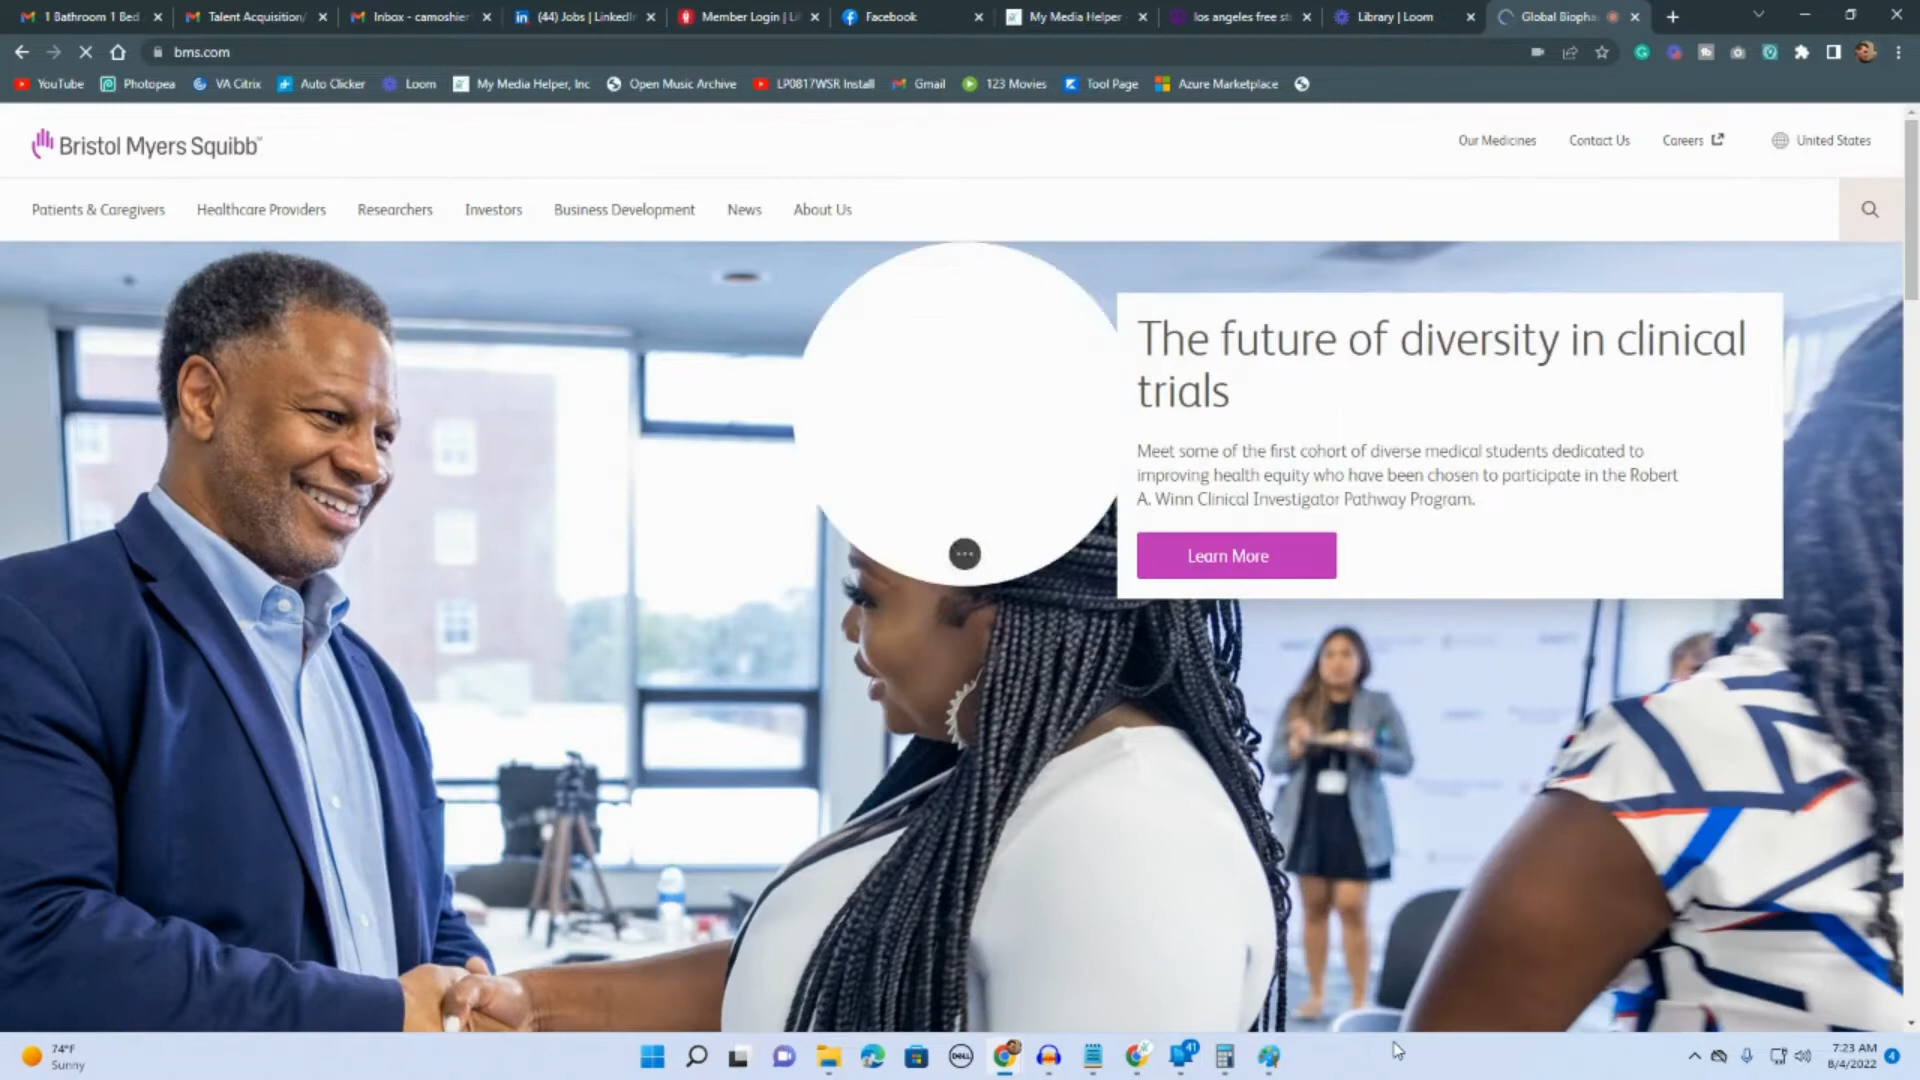 1 Bathroom 1 Bed
Talent Acquisition/
Inbox - camoshier
(44) Jobs | LinkedIn
Member Login | Li
Facebook
My Media Helper
los angeles free st
Library | Loom
Global Biopha
bms.com
YouTube
Photopea
VA Citrix
Auto Clicker
Loom
My Media Helper, Inc
Open Music Archive
LP0817WSR Install
Gmail
123 Movies
Tool Page
Azure Marketplace
Bristol Myers Squibb™
Our Medicines
Contact Us
Careers
United States
Patients & Caregivers
Healthcare Providers
Researchers
Investors
Business Development
News
About Us
The future of diversity in clinical
trials
Meet some of the first cohort of diverse medical students dedicated to
improving health equity who have been chosen to participate in the Robert
A. Winn Clinical Investigator Pathway Program.
Learn More
74°F
Sunny
DELL
41
7:23 AM
8/4/2022
4